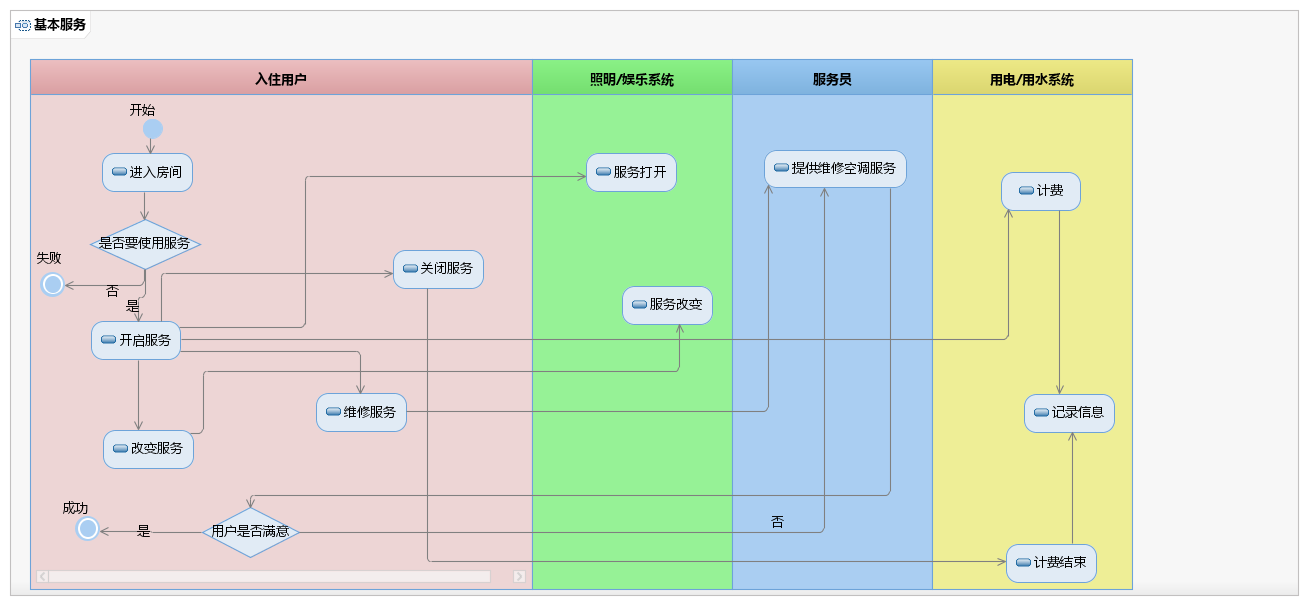 基本服务
入住用户
照明/娱乐系统
服务员
用电/用水系统
开始
进入房间
服务打开
提供维修空调服务
计费
是否要使用服务
失败
关闭服务
否
是
服务改变
开启服务
维修服务
记录信息
改变服务
成功
是
用户是否满意
否
计费结束